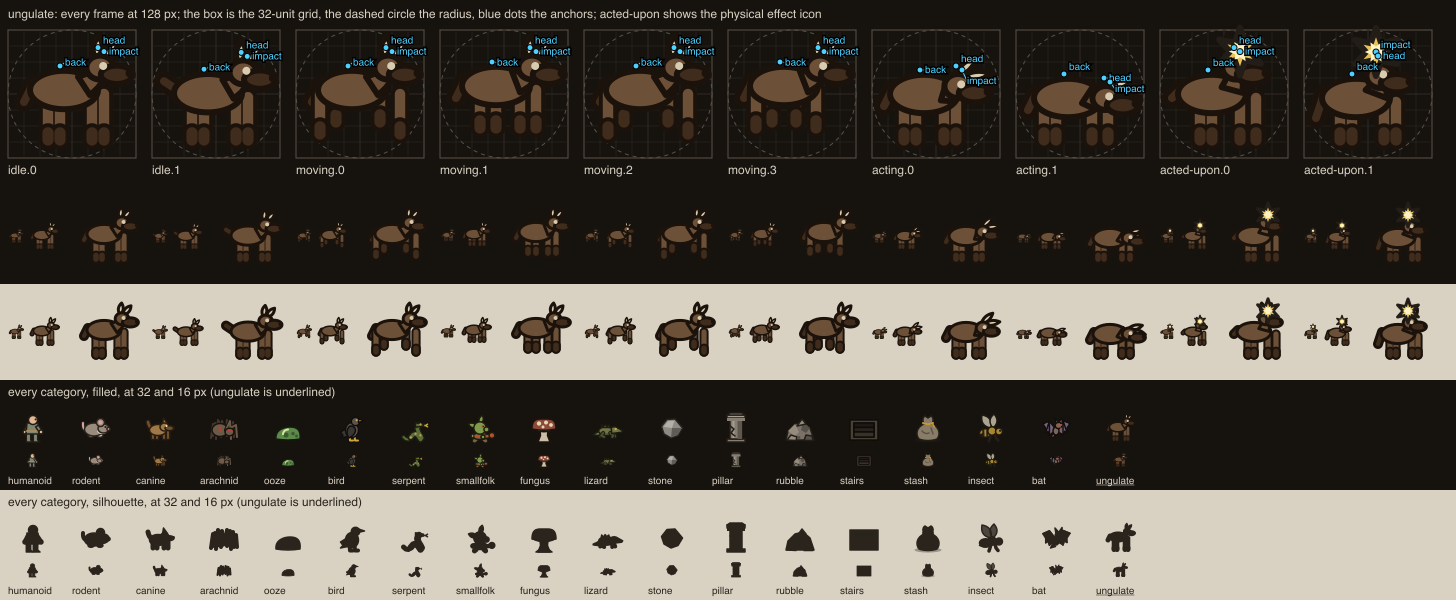 ungulate: every frame at 128 px; the box is the 32-unit grid, the dashed circle the radius, blue dots the anchors; acted-upon shows the physical effect icon
head
impact
back
head
impact
back
head
impact
back
head
impact
back
head
impact
back
head
impact
back
head
back
impact
back
head
impact
head
impact
back
impact
head
back
idle.0 idle.1 moving.0 moving.1 moving.2 moving.3 acting.0 acting.1 acted-upon.0 acted-upon.1
every category, filled, at 32 and 16 px (ungulate is underlined)
humanoid rodent canine arachnid ooze bird serpent smallfolk fungus lizard stone pillar rubble stairs stash insect bat ungulate
every category, silhouette, at 32 and 16 px (ungulate is underlined)
humanoid rodent canine arachnid ooze bird serpent smallfolk fungus lizard stone pillar rubble stairs stash insect bat ungulate